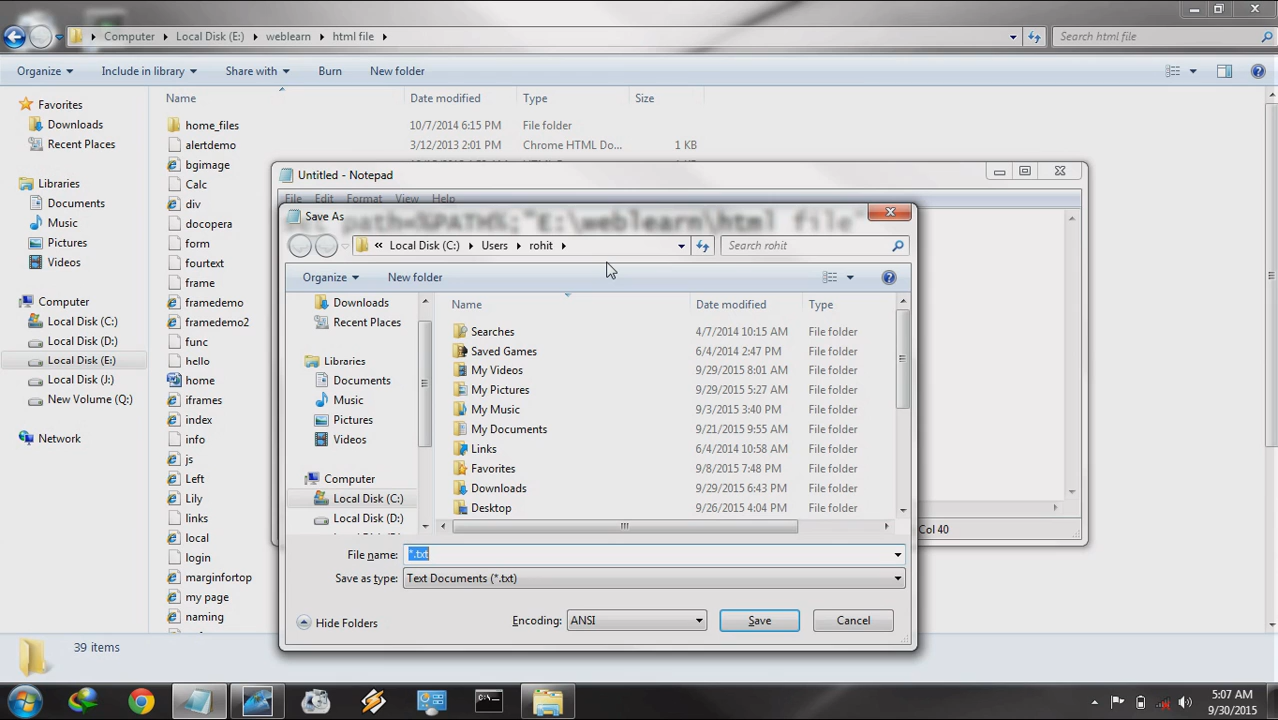 Computer Local Disk (E:) weblearn html file Search html file
Organize Include in library Share with Burn New folder
Name Date modified Type Size
Favorites
Downloads
Recent Places
Libraries
Documents
Music
Pictures
Videos
Computer
Local Disk (C:)
Local Disk (D:)
Local Disk (E:)
Local Disk (J:)
New Volume (Q:)
Network
home_files 10/7/2014 6:15 PM File folder
alertdemo 3/12/2013 2:01 PM Chrome HTML Do... 1 KB
bgimage
Calc
div
docopera
form
fourtext
frame
framedemo
framedemo2
func
hello
home
iframes
index
info
js
Left
Lily
links
local
login
marginfortop
my page
naming
39 items
Untitled - Notepad
File Edit Format View Help
path=%PATH%;"E:\weblearn\html file"
Col 40
Save As
« Local Disk (C:) Users rohit Search rohit
Organize New folder
Name Date modified Type
Downloads
Recent Places
Libraries
Documents
Music
Pictures
Videos
Computer
Local Disk (C:)
Local Disk (D:)
Searches 4/7/2014 10:15 AM File folder
Saved Games 6/4/2014 2:47 PM File folder
My Videos 9/29/2015 8:01 AM File folder
My Pictures 9/29/2015 5:27 AM File folder
My Music 9/3/2015 3:40 PM File folder
My Documents 9/21/2015 9:55 AM File folder
Links 6/4/2014 10:58 AM File folder
Favorites 9/8/2015 7:48 PM File folder
Downloads 9/29/2015 6:43 PM File folder
Desktop 9/26/2015 4:04 PM File folder
File name: *.txt
Save as type: Text Documents (*.txt)
Hide Folders Encoding: ANSI Save Cancel
5:07 AM
9/30/2015